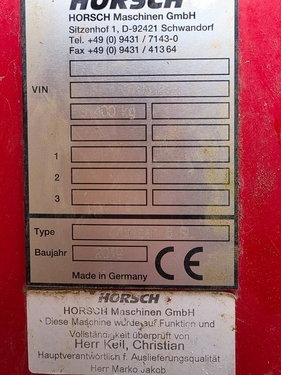 HORSCH
HORSCH Maschinen GmbH
Sitzenhof 1, D-92421 Schwandorf
Tel. +49 (0) 9431 / 7143-0
Fax +49 (0) 9431 / 41364
VIN
kg
1
2
3
Type
Baujahr
CE
Made in Germany
HORSCH
HORSCH Maschinen GmbH
Diese Maschine wurde auf Funktion und
Vollständigkeit überprüft von
Herr Keil, Christian
Hauptverantwortlich f. Auslieferungsqualität
Herr Marko Jakob